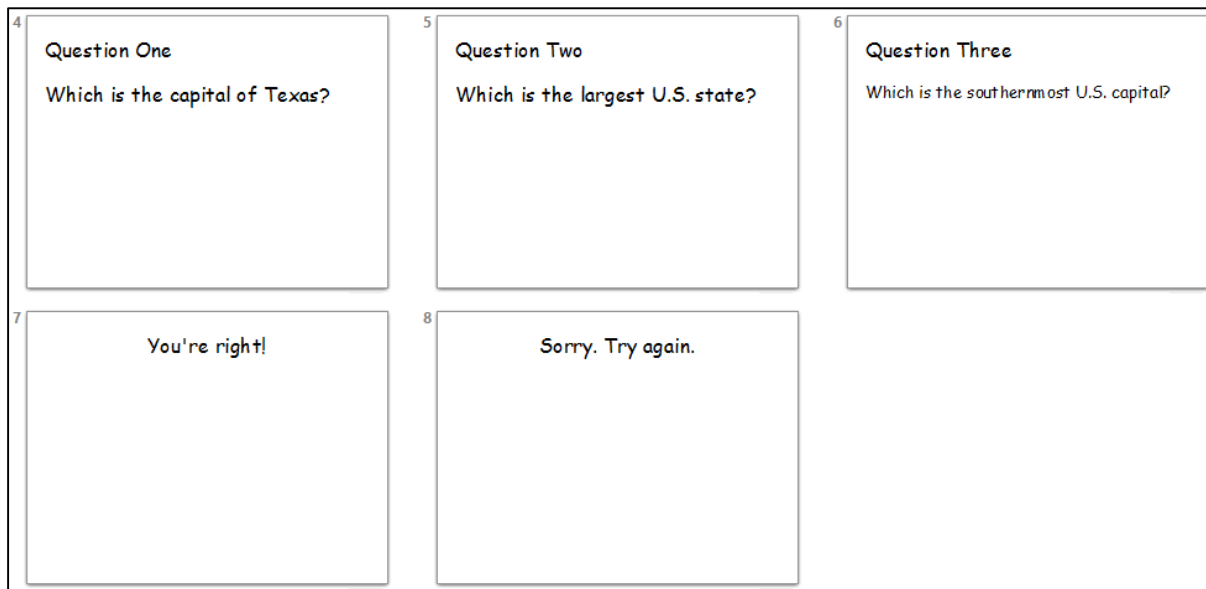 4
Question One
Which is the capital of Texas?
5
Question Two
Which is the largest U.S. state?
6
Question Three
Which is the southernmost U.S. capital?
7
You're right!
8
Sorry. Try again.